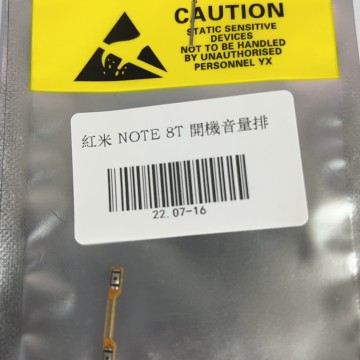 CAUTION
STATIC SENSITIVE
DEVICES
NOT TO BE HANDLED
BY UNAUTHORISED
PERSONNEL YX
紅米 NOTE 8T 開機音量排
22.07-16